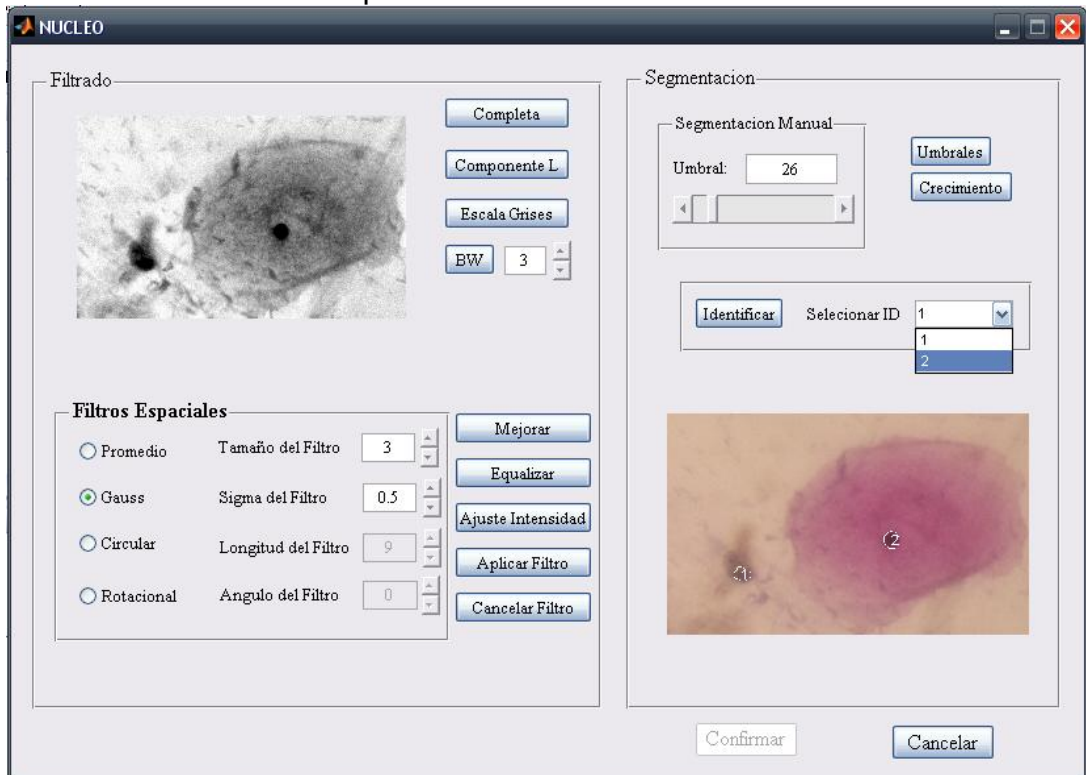 NUCLEO
Filtrado
Completa
Componente L
Escala Grises
BW 3
Filtros Espaciales
Promedio Tamaño del Filtro 3
Gauss Sigma del Filtro 0.5
Circular Longitud del Filtro 9
Rotacional Angulo del Filtro 0
Mejorar
Equalizar
Ajuste Intensidad
Aplicar Filtro
Cancelar Filtro
Segmentacion
Segmentacion Manual
Umbral: 26
Umbrales
Crecimiento
Identificar Selecionar ID 1
1
2
1
2
Confirmar Cancelar